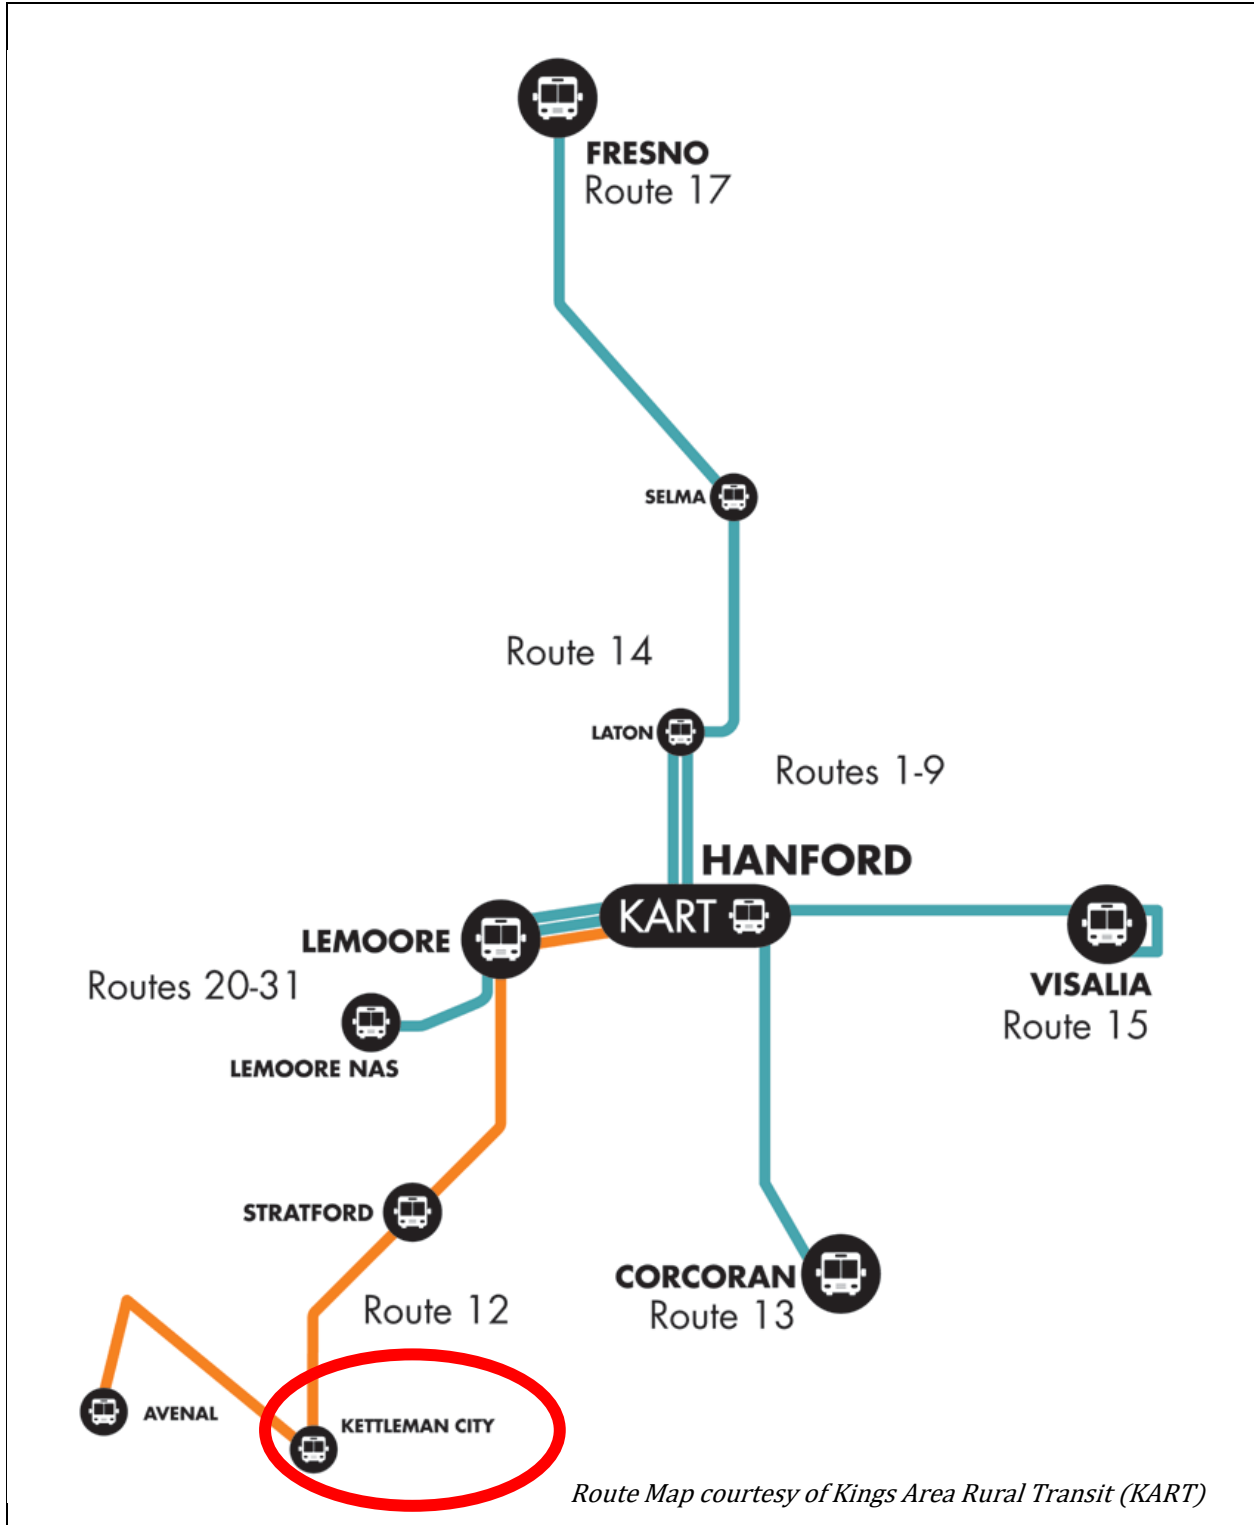 FRESNO
Route 17
SELMA
Route 14
LATON
Routes 1-9
HANFORD
KART
LEMOORE
Routes 20-31
VISALIA
Route 15
LEMOORE NAS
STRATFORD
CORCORAN
Route 13
Route 12
AVENAL
KETTLEMAN CITY
Route Map courtesy of Kings Area Rural Transit (KART)